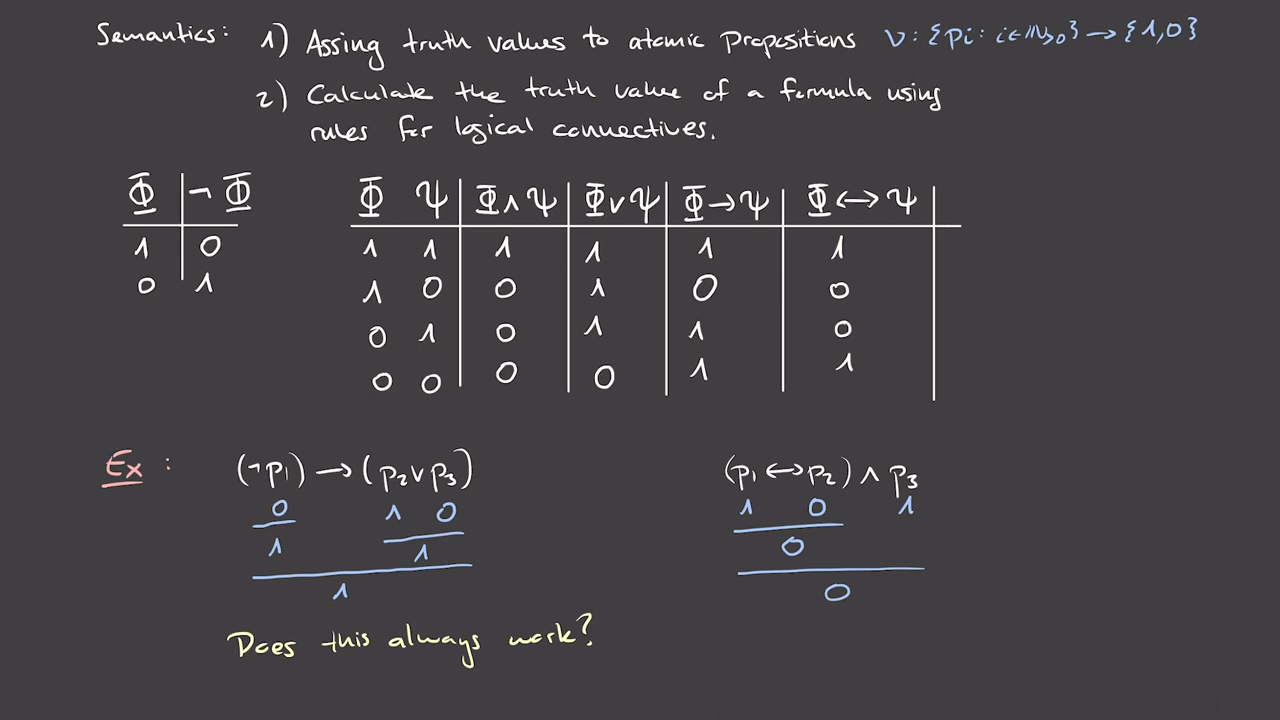 Semantics: 1) Assing truth values to atomic Propositions ν: {pi: i∈ℕ>0} → {1,0}
2) Calculate the truth value of a formula using
rules for logical connectives.
Φ ¬Φ Φ Ψ Φ∧Ψ Φ∨Ψ Φ→Ψ Φ↔Ψ
1 0 1 1 1 1 1 1
0 1 1 0 0 1 0 0
0 1 0 1 1 0
0 0 0 0 1 1
Ex: (¬p1) → (p2∨p3) (p1↔p2) ∧ p3
0 1 0 1 0 1
1 1 0
1 0
Does this always work?